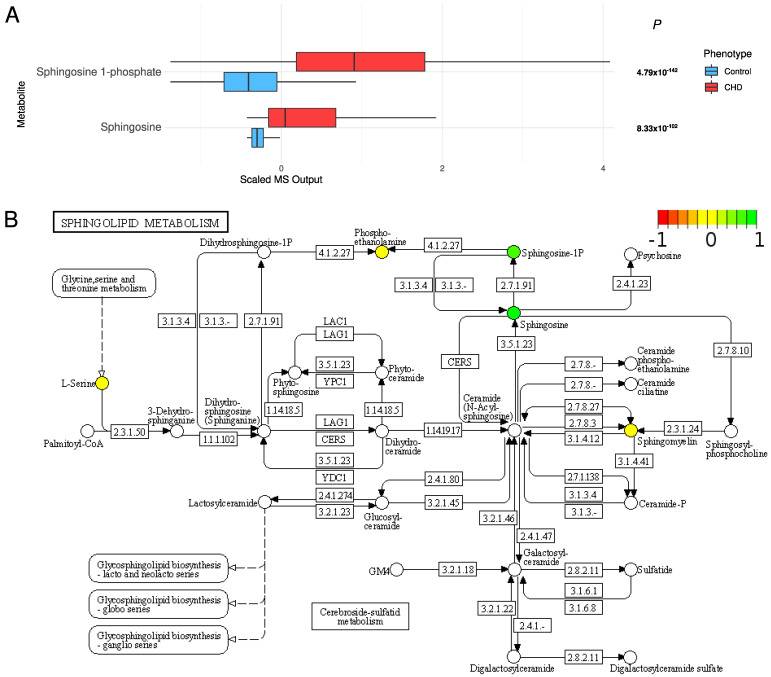 A
P
Sphingosine 1-phosphate
4.79x10⁻¹⁴²
Phenotype
Control
CHD
Metabolite
Sphingosine
8.33x10⁻¹⁰²
0
2
4
Scaled MS Output
B
SPHINGOLIPID METABOLISM
-1
0
1
Dihydrosphingosine-1P
4.1.2.27
Phospho-
ethanolamine
4.1.2.27
Sphingosine-1P
Psychosine
Glycine,serine and
threonine metabolism
3.1.3.4
3.1.3.-
2.7.1.91
3.1.3.4
3.1.3.-
2.7.1.91
2.4.1.23
Sphingosine
LAC1
LAG1
CERS
3.5.1.23
2.7.8.10
L-Serine
3.5.1.23
YPC1
Phyto-
sphingosine
Phyto-
ceramide
2.7.8.-
Ceramide
phospho-
ethanolamine
2.7.8.-
Ceramide
ciliatine
3-Dehydro-
sphinganine
Dihydro-
sphingosine
(Sphinganine)
1.14.18.5
1.14.18.5
Ceramide
(N-Acyl-
sphingosine)
2.7.8.27
2.7.8.3
3.1.4.12
Sphingomyelin
2.3.1.24
Sphingosyl-
phosphocholine
Palmitoyl-CoA
2.3.1.50
1.1.1.102
LAG1
CERS
Dihydro-
ceramide
1.14.19.17
3.5.1.23
YDC1
3.1.4.41
2.7.1.138
3.1.3.4
3.1.3.-
Ceramide-P
2.4.1.80
Lactosylceramide
2.4.1.274
3.2.1.23
Glucosyl-
ceramide
3.2.1.45
3.2.1.46
2.4.1.47
Glycosphingolipid biosynthesis
- lacto and neolacto series
GM4
3.2.1.18
Galactosyl-
ceramide
2.8.2.11
Sulfatide
3.1.6.1
3.1.6.8
Glycosphingolipid biosynthesis
- globo series
Cerebroside-sulfatid
metabolism
3.2.1.22
2.4.1.-
Glycosphingolipid biosynthesis
- ganglio series
Digalactosylceramide
2.8.2.11
Digalactosylceramide sulfate